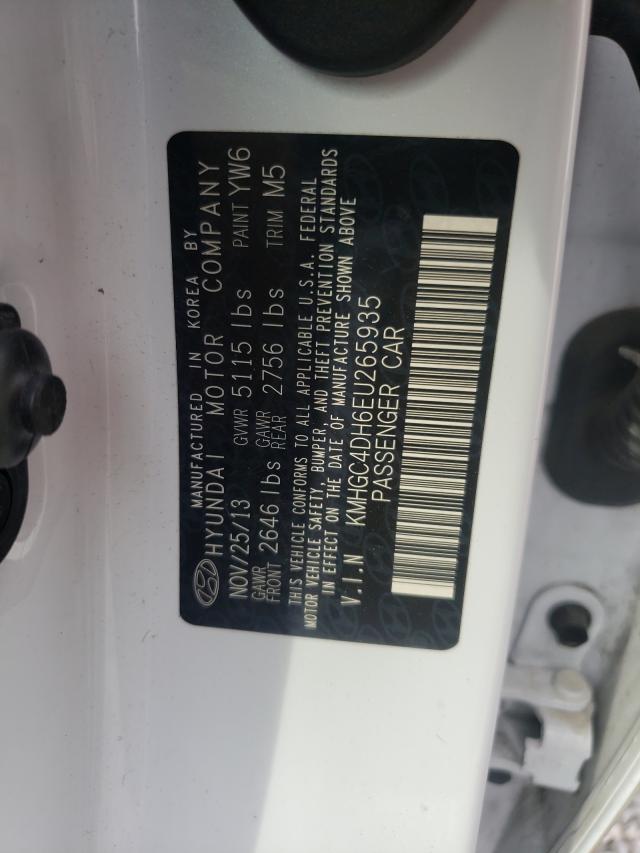 MANUFACTURED IN KOREA BY
HYUNDAI MOTOR COMPANY
NOV/25/13 GVWR 5115 lbs PAINT YW6
GAWR FRONT 2646 lbs GAWR REAR 2756 lbs TRIM M5
THIS VEHICLE CONFORMS TO ALL APPLICABLE U.S.A. FEDERAL
MOTOR VEHICLE SAFETY, BUMPER, AND THEFT PREVENTION STANDARDS
IN EFFECT ON THE DATE OF MANUFACTURE SHOWN ABOVE
V.I.N KMHGC4DH6EU265935
PASSENGER CAR